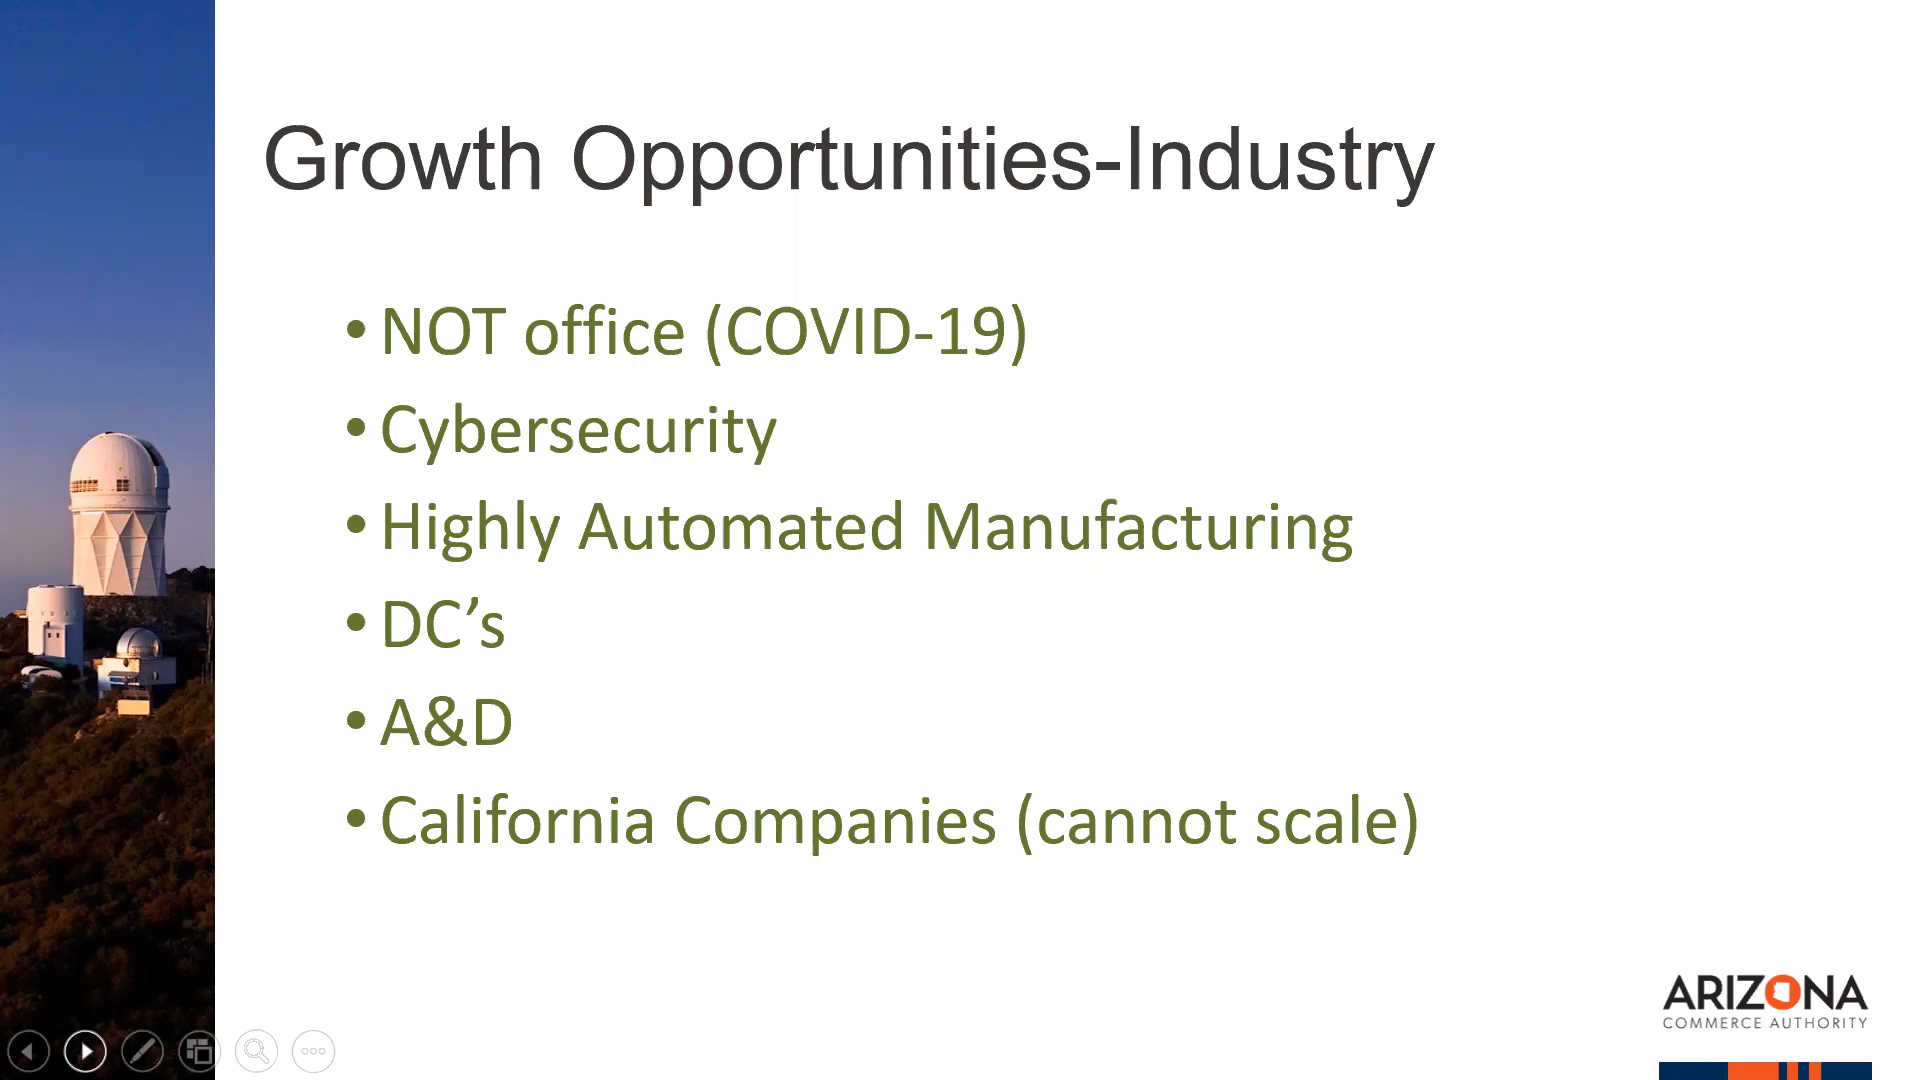 Growth Opportunities-Industry
• NOT office (COVID-19)
• Cybersecurity
• Highly Automated Manufacturing
• DC’s
• A&D
• California Companies (cannot scale)
ARIZONA
COMMERCE AUTHORITY